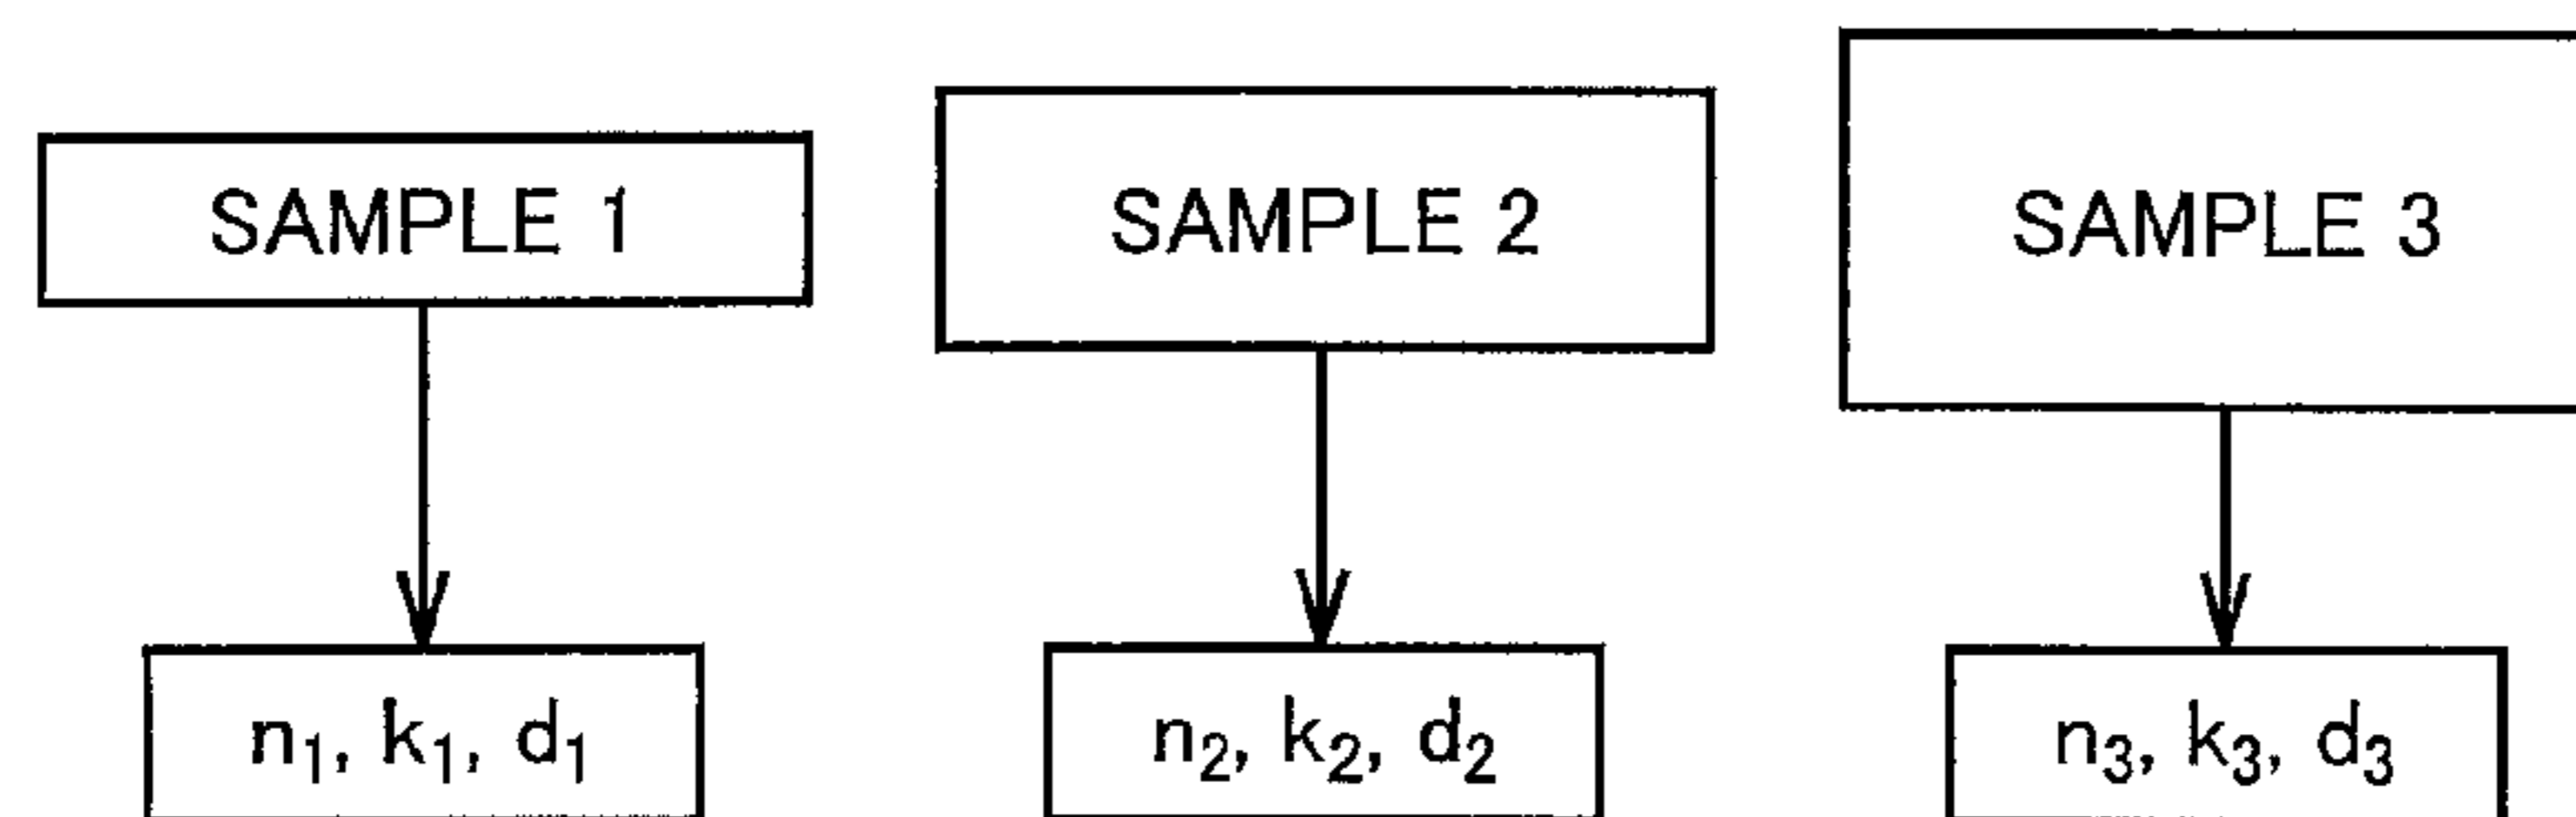 SAMPLE 1 SAMPLE 2 SAMPLE 3
n₁, k₁, d₁ n₂, k₂, d₂ n₃, k₃, d₃